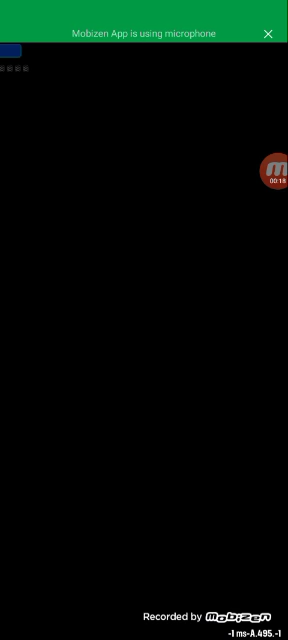 Mobizen App is using microphone
00:18
Recorded by Mobizen
-1 ms-A.495.-1